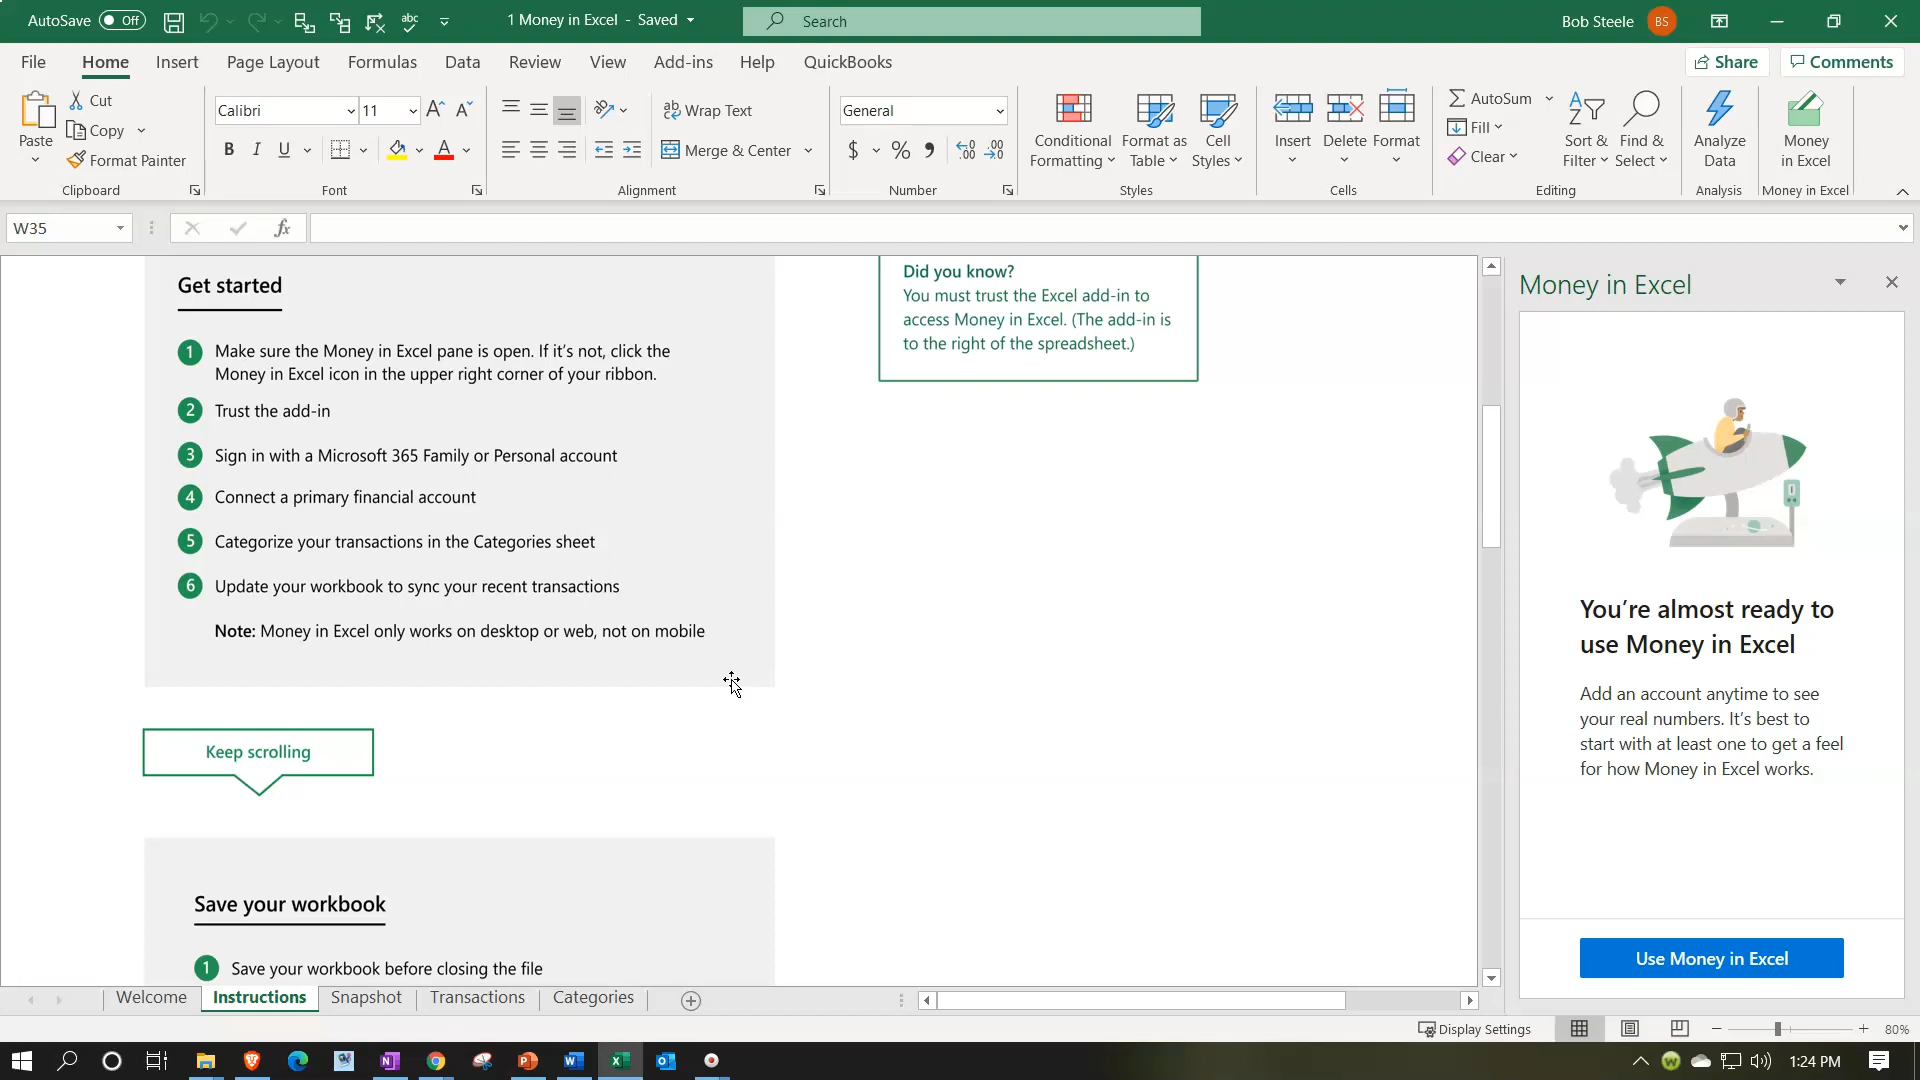 AutoSave Off
abc
1 Money in Excel - Saved
Search
Bob Steele
BS
File
Home
Insert
Page Layout
Formulas
Data
Review
View
Add-ins
Help
QuickBooks
Share
Comments
Paste
Cut
Copy
Format Painter
Clipboard
Calibri
11
B I U
Font
Wrap Text
Merge & Center
Alignment
General
$ % ,
Number
Conditional
Formatting
Format as
Table
Cell
Styles
Styles
Insert
Delete
Format
Cells
AutoSum
Fill
Clear
Sort &
Filter
Find &
Select
Editing
Analyze
Data
Analysis
Money
in Excel
Money in Excel
W35
fx
Get started
1 Make sure the Money in Excel pane is open. If it's not, click the
Money in Excel icon in the upper right corner of your ribbon.
2 Trust the add-in
3 Sign in with a Microsoft 365 Family or Personal account
4 Connect a primary financial account
5 Categorize your transactions in the Categories sheet
6 Update your workbook to sync your recent transactions
Note: Money in Excel only works on desktop or web, not on mobile
Did you know?
You must trust the Excel add-in to
access Money in Excel. (The add-in is
to the right of the spreadsheet.)
Keep scrolling
Save your workbook
1 Save your workbook before closing the file
Money in Excel
You're almost ready to
use Money in Excel
Add an account anytime to see
your real numbers. It's best to
start with at least one to get a feel
for how Money in Excel works.
Use Money in Excel
Welcome
Instructions
Snapshot
Transactions
Categories
Display Settings
80%
1:24 PM